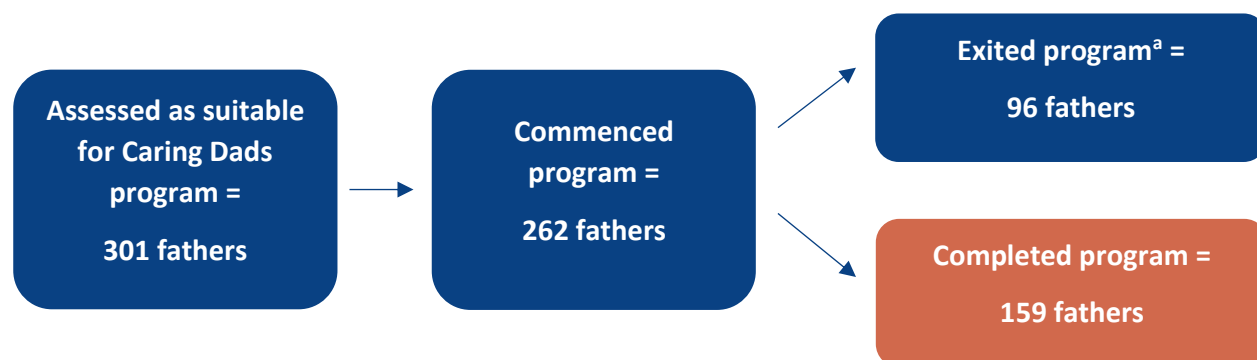 Assessed as suitable
for Caring Dads
program =
301 fathers
Commenced
program =
262 fathers
Exited programᵃ =
96 fathers
Completed program =
159 fathers